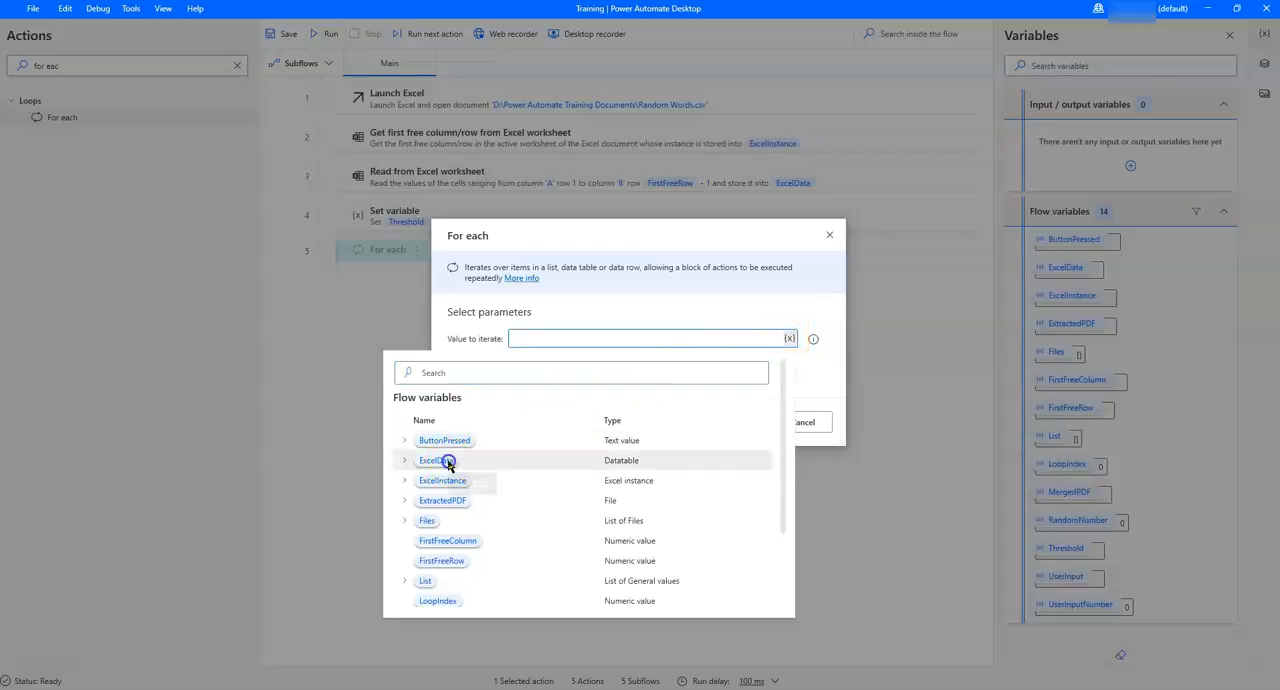 File Edit Debug Tools View Help
Training | Power Automate Desktop
(default)
Actions
for eac
Loops
For each
Save Run Stop Run next action Web recorder Desktop recorder
Search inside the flow
Subflows Main
1 Launch Excel
Launch Excel and open document 'D:\Power Automate Training Documents\Random Words.csv'
2 Get first free column/row from Excel worksheet
Get the first free column/row in the active worksheet of the Excel document whose instance is stored into ExcelInstance
3 Read from Excel worksheet
Read the values of the cells ranging from column 'A' row 1 to column 'B' row FirstFreeRow - 1 and store it into ExcelData
4 {x} Set variable
Set Threshold
5 For each
For each
Iterates over items in a list, data table or data row, allowing a block of actions to be executed
repeatedly More info
Select parameters
Value to iterate: {x}
Search
Flow variables
Name Type
ButtonPressed Text value
ExcelData Datatable
ExcelInstance Excel instance
ExtractedPDF File
Files List of Files
FirstFreeColumn Numeric value
FirstFreeRow Numeric value
List List of General values
LoopIndex Numeric value
Variables
{x}
Search variables
Input / output variables 0
There aren't any input or output variables here yet
Flow variables 14
(x) ButtonPressed
(x) ExcelData
(x) ExcelInstance
(x) ExtractedPDF
(x) Files []
(x) FirstFreeColumn
(x) FirstFreeRow
(x) List []
(x) LoopIndex 0
(x) MergedPDF
(x) RandomNumber 0
(x) Threshold
(x) UserInput
(x) UserInputNumber 0
Status: Ready
1 Selected action 5 Actions 5 Subflows Run delay: 100 ms